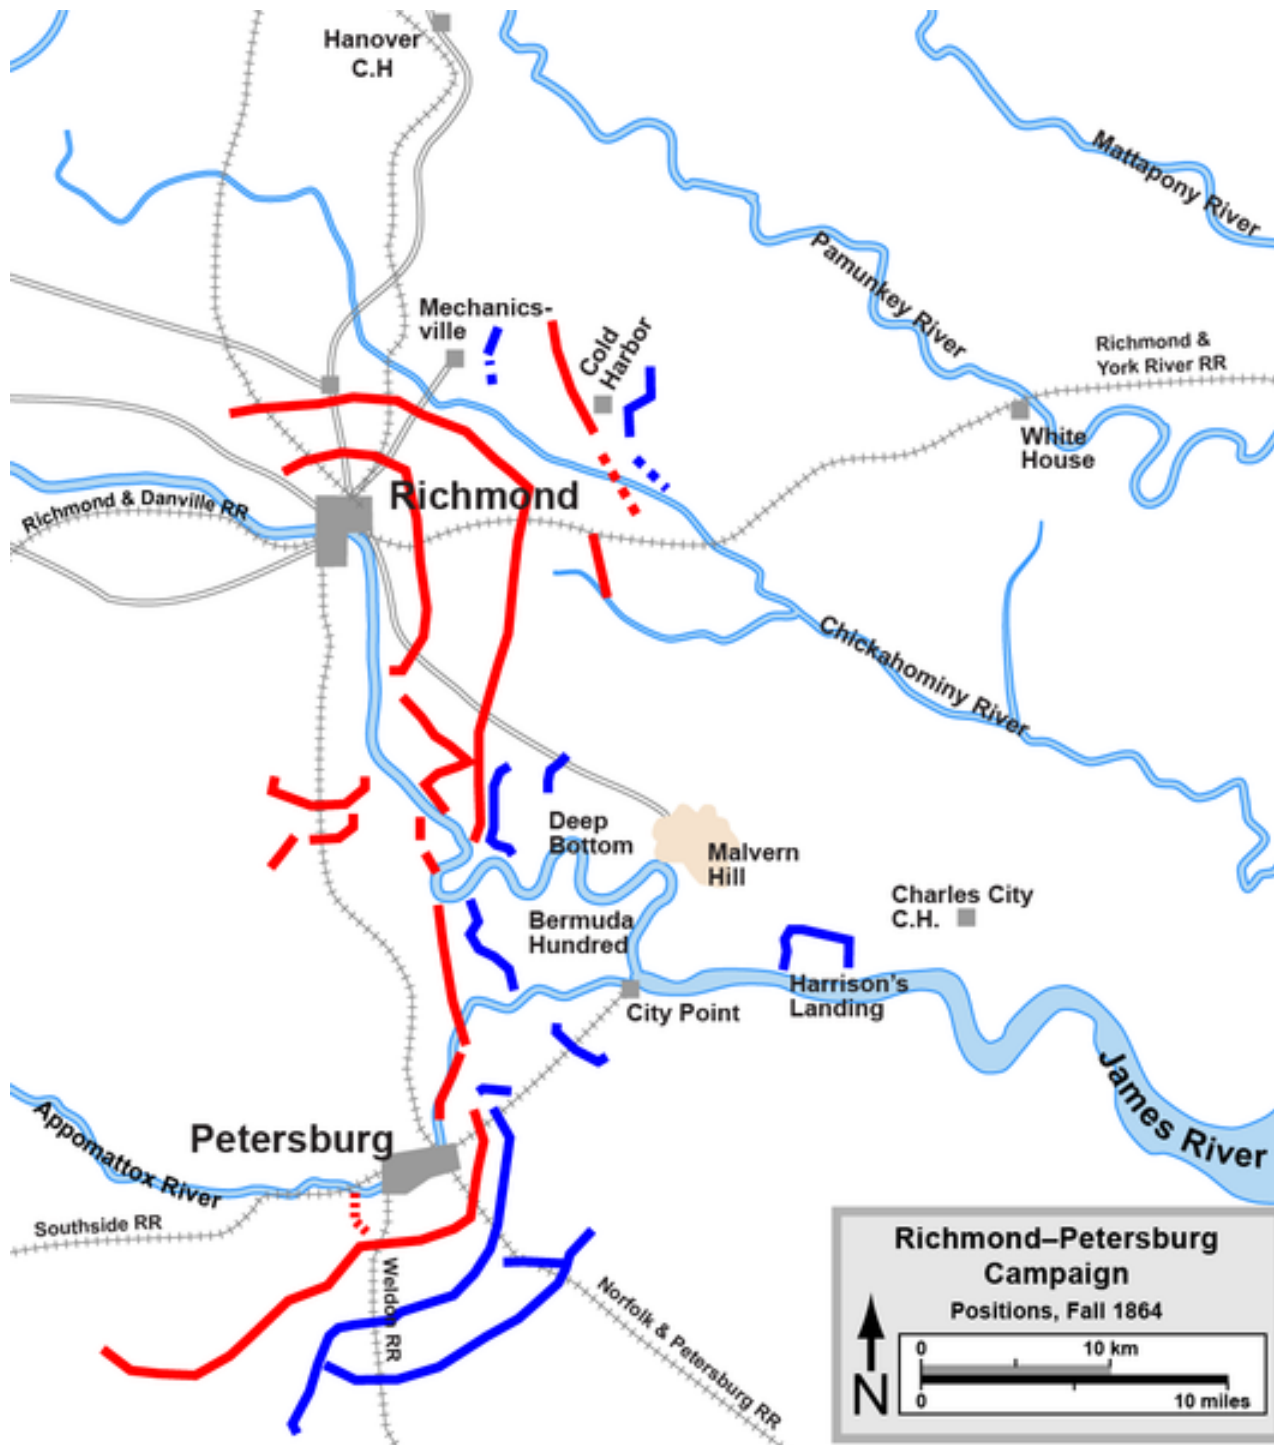 Hanover
C.H
Mattapony River
Mechanics-
ville
Cold
Harbor
Pamunkey River
Richmond &
York River RR
White
House
Richmond & Danville RR
Richmond
Chickahominy River
Deep
Bottom
Malvern
Hill
Charles City
C.H.
Bermuda
Hundred
Harrison's
Landing
City Point
James River
Appomattox River
Petersburg
Southside RR
Weldon RR
Norfolk & Petersburg RR
Richmond–Petersburg
Campaign
Positions, Fall 1864
N
0 10 km
0 10 miles